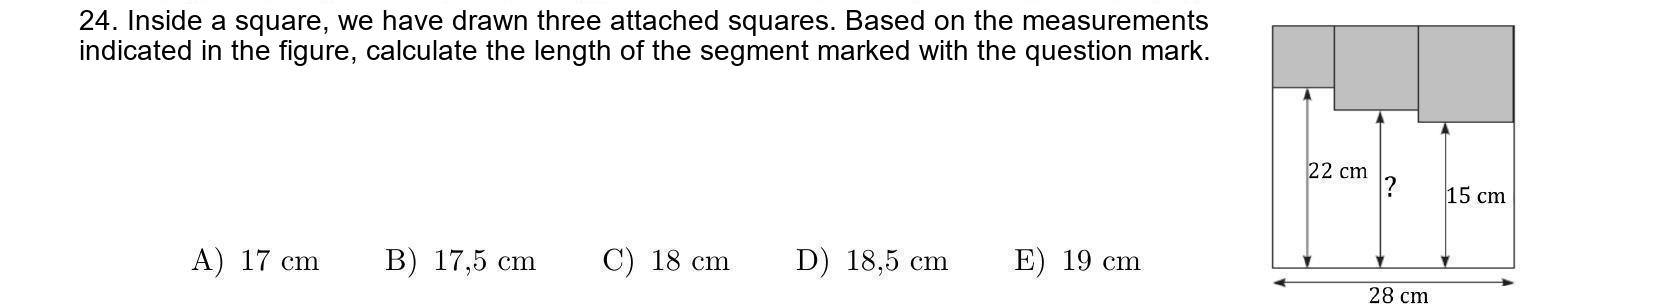 24. Inside a square, we have drawn three attached squares. Based on the measurements
indicated in the figure, calculate the length of the segment marked with the question mark.
22 cm
?
15 cm
28 cm
A) 17 cm B) 17,5 cm C) 18 cm D) 18,5 cm E) 19 cm